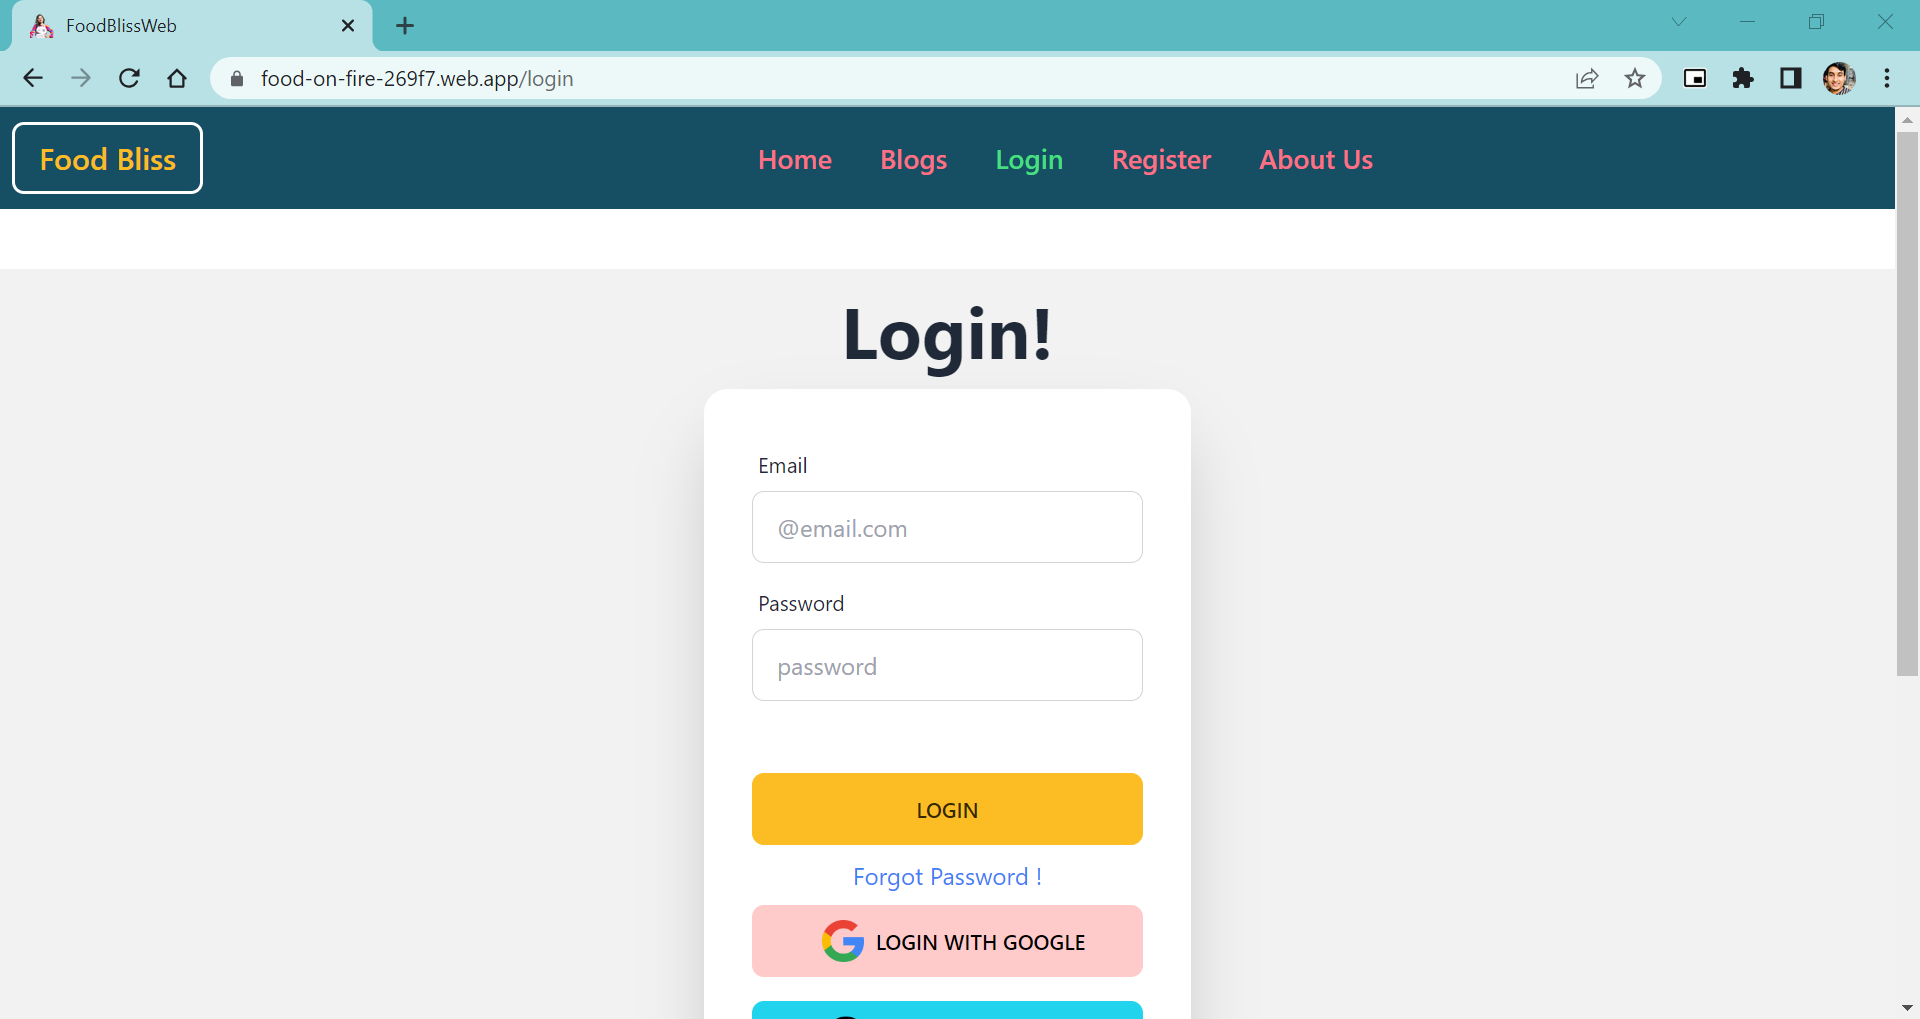 FoodBlissWeb
food-on-fire-269f7.web.app/login
Food Bliss
Home
Blogs
Login
Register
About Us
Login!
Email
@email.com
Password
password
LOGIN
Forgot Password !
LOGIN WITH GOOGLE